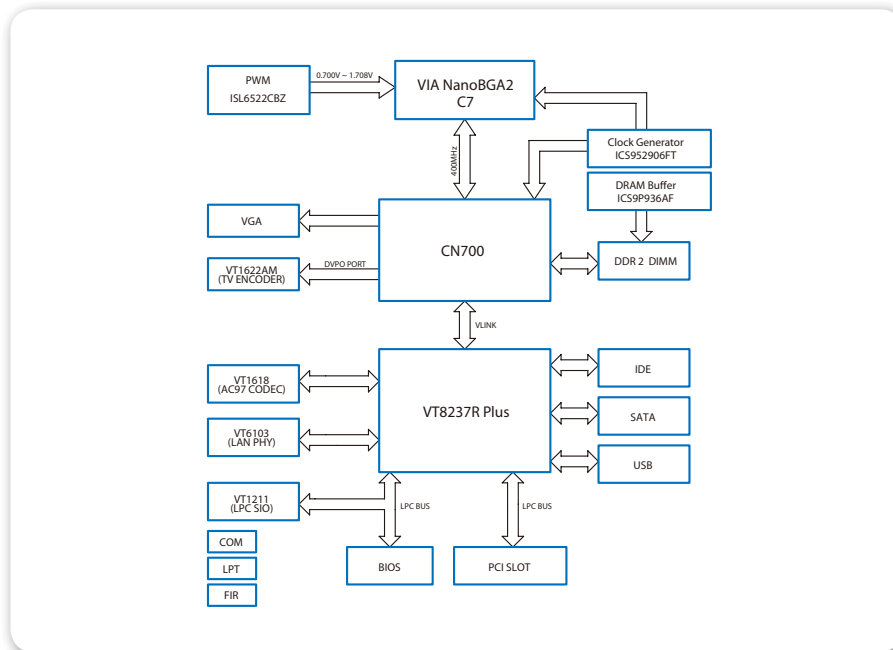 PWM
ISL6522CBZ
0.700V ~ 1.708V
VIA NanoBGA2
C7
Clock Generator
ICS952906FT
400MHz
DRAM Buffer
ICS9P936AF
VGA
CN700
DDR 2 DIMM
VT1622AM
(TV ENCODER)
DVPO PORT
VLINK
VT1618
(AC97 CODEC)
VT8237R Plus
IDE
SATA
VT6103
(LAN PHY)
USB
VT1211
(LPC SIO)
LPC BUS
LPC BUS
COM
LPT
FIR
BIOS
PCI SLOT